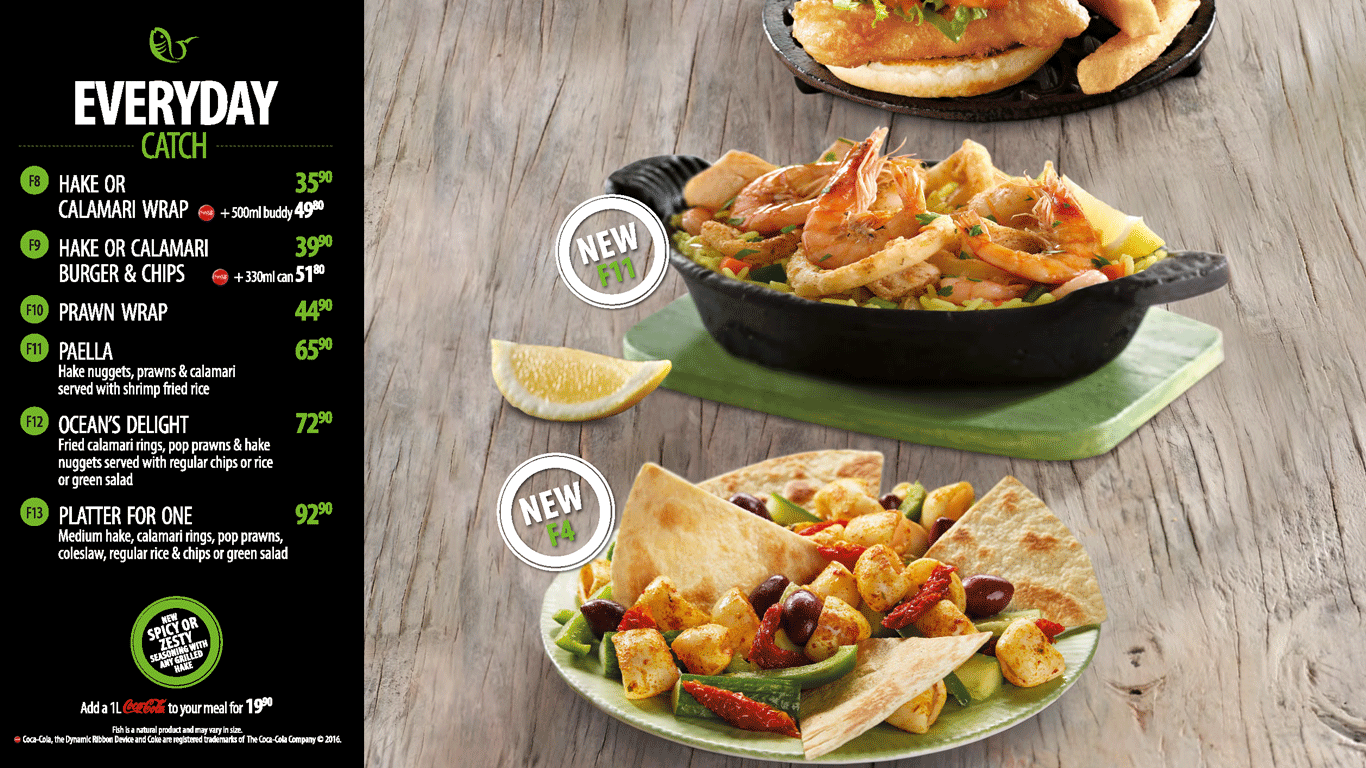 EVERYDAY
CATCH
F8 HAKE OR 35⁹⁰
CALAMARI WRAP Coca-Cola + 500ml buddy 49⁸⁰
F9 HAKE OR CALAMARI 39⁹⁰
BURGER & CHIPS Coca-Cola + 330ml can 51⁸⁰
F10 PRAWN WRAP 44⁹⁰
F11 PAELLA 65⁹⁰
Hake nuggets, prawns & calamari
served with shrimp fried rice
F12 OCEAN'S DELIGHT 72⁹⁰
Fried calamari rings, pop prawns & hake
nuggets served with regular chips or rice
or green salad
F13 PLATTER FOR ONE 92⁹⁰
Medium hake, calamari rings, pop prawns,
coleslaw, regular rice & chips or green salad
NEW
SPICY OR
ZESTY
SEASONING WITH
ANY GRILLED
HAKE
Add a 1L Coca-Cola to your meal for 19⁹⁰
Fish is a natural product and may vary in size.
Coca-Cola, the Dynamic Ribbon Device and Coke are registered trademarks of The Coca-Cola Company © 2016.
NEW
F11
NEW
F4